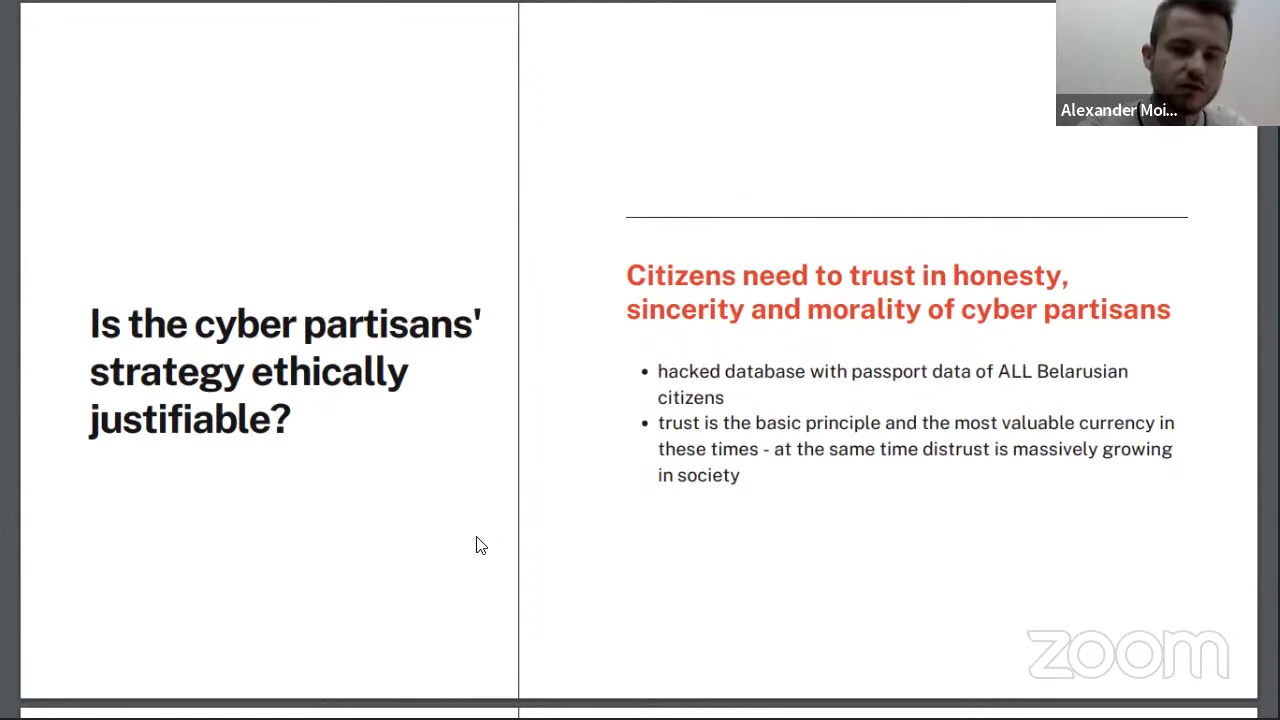 Alexander Moi...
Is the cyber partisans'
strategy ethically
justifiable?
Citizens need to trust in honesty,
sincerity and morality of cyber partisans
• hacked database with passport data of ALL Belarusian
citizens
• trust is the basic principle and the most valuable currency in
these times - at the same time distrust is massively growing
in society
zoom